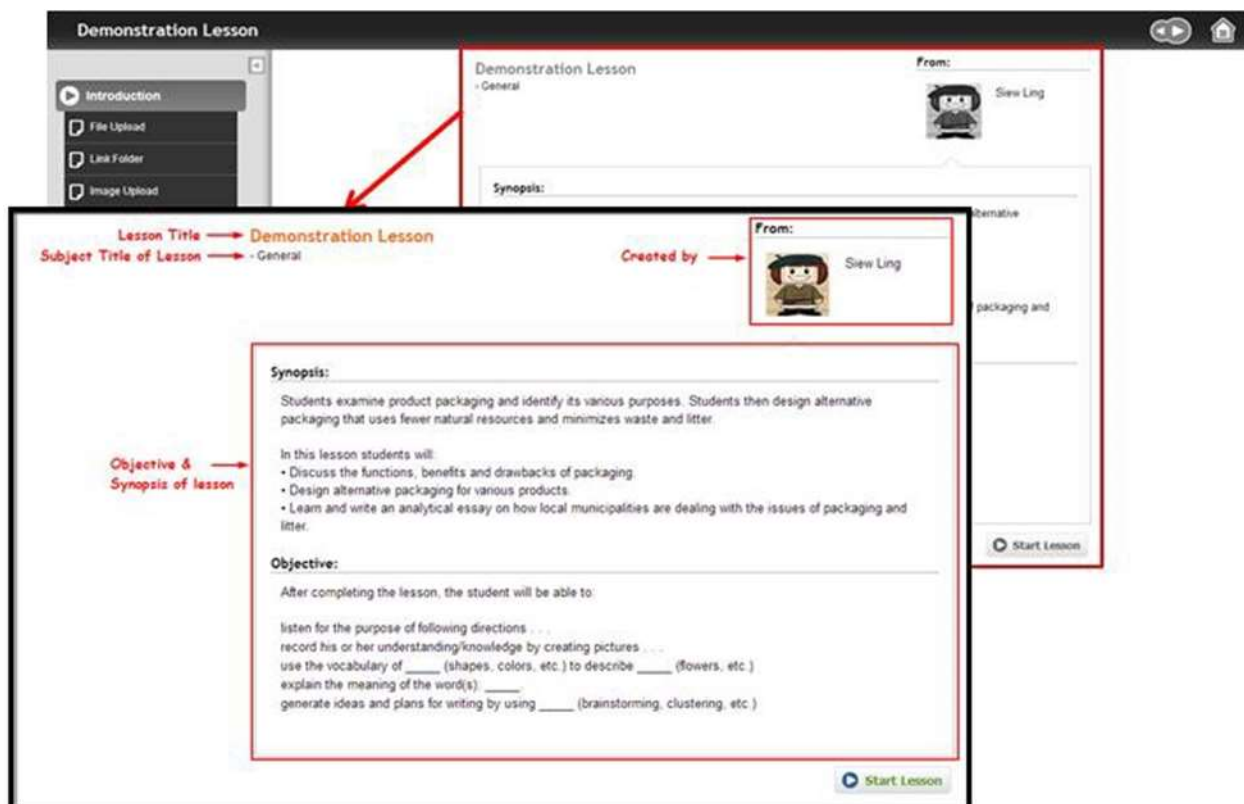 Demonstration Lesson
Introduction
File Upload
Link Folder
Image Upload
Demonstration Lesson
- General
From:
Siew Ling
Synopsis:
alternative
packaging and
Start Lesson
Lesson Title
Demonstration Lesson
Subject Title of Lesson
- General
Created by
From:
Siew Ling
Objective &
Synopsis of lesson
Synopsis:
Students examine product packaging and identify its various purposes. Students then design alternative
packaging that uses fewer natural resources and minimizes waste and litter.
In this lesson students will:
• Discuss the functions, benefits and drawbacks of packaging.
• Design alternative packaging for various products.
• Learn and write an analytical essay on how local municipalities are dealing with the issues of packaging and
litter.
Objective:
After completing the lesson, the student will be able to:
listen for the purpose of following directions . . .
record his or her understanding/knowledge by creating pictures . . .
use the vocabulary of _____ (shapes, colors, etc.) to describe _____ (flowers, etc.)
explain the meaning of the word(s): _____.
generate ideas and plans for writing by using _____ (brainstorming, clustering, etc.)
Start Lesson